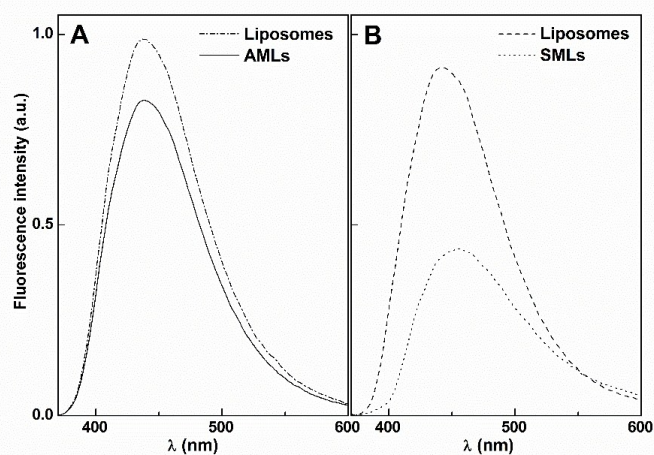 A
Liposomes
AMLs
B
Liposomes
SMLs
Fluorescence intensity (a.u.)
1.0
0.5
0.0
400
500
600
400
500
600
λ (nm)
λ (nm)